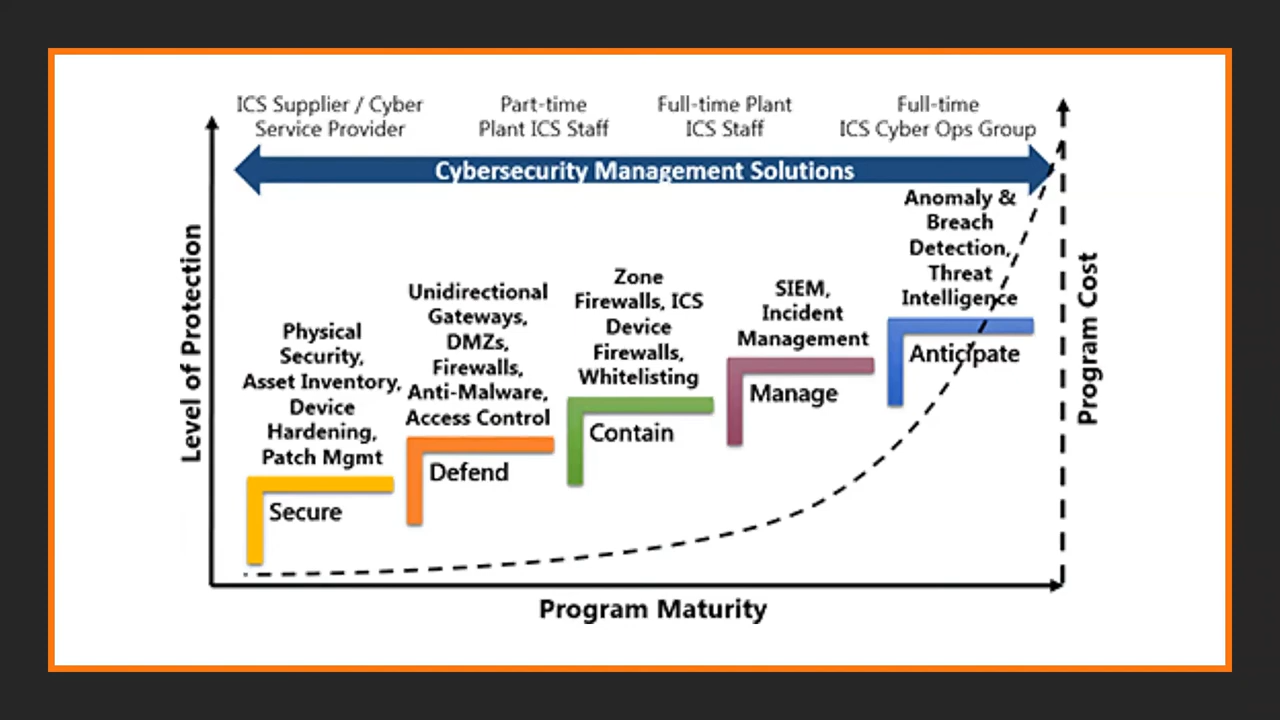 ICS Supplier / Cyber
Service Provider
Part-time
Plant ICS Staff
Full-time Plant
ICS Staff
Full-time
ICS Cyber Ops Group
Cybersecurity Management Solutions
Level of Protection
Physical
Security,
Asset Inventory,
Device
Hardening,
Patch Mgmt
Secure
Unidirectional
Gateways,
DMZs,
Firewalls,
Anti-Malware,
Access Control
Defend
Zone
Firewalls, ICS
Device
Firewalls,
Whitelisting
Contain
SIEM,
Incident
Management
Manage
Anomaly &
Breach
Detection,
Threat
Intelligence
Anticipate
Program Cost
Program Maturity